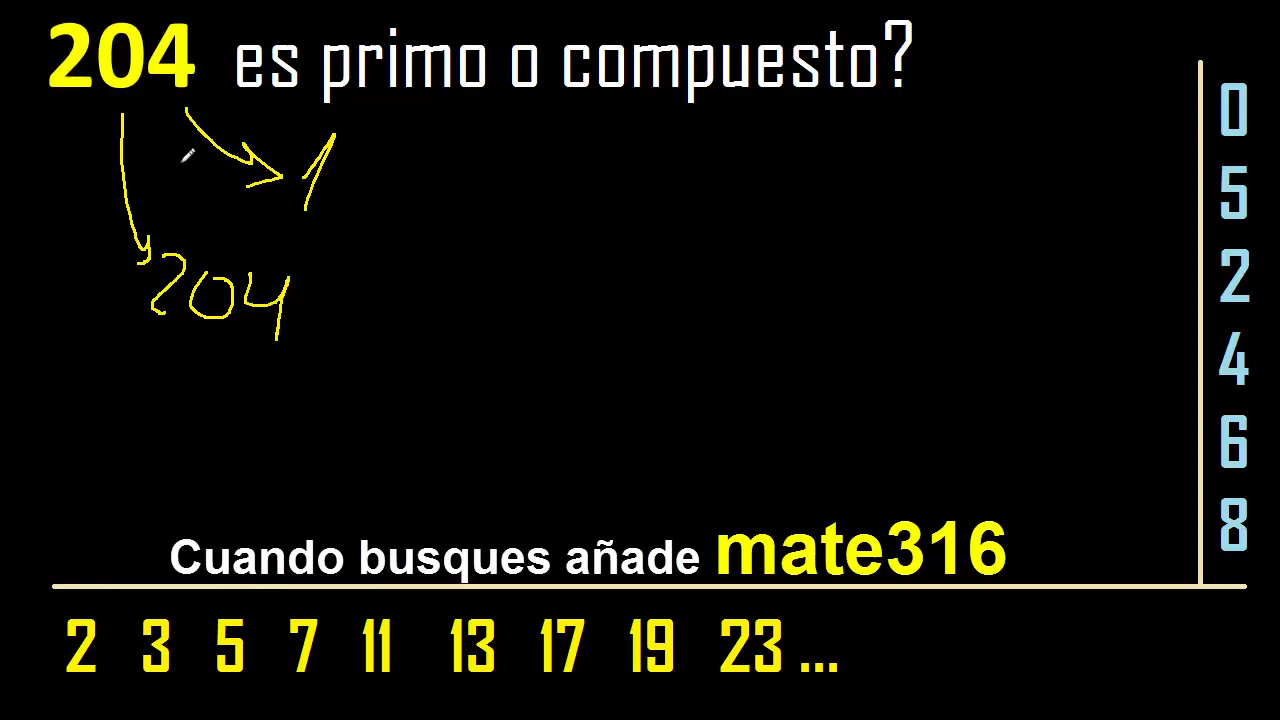 204 es primo o compuesto?
1
204
0
5
2
4
6
8
Cuando busques añade mate316
2 3 5 7 11 13 17 19 23 ...